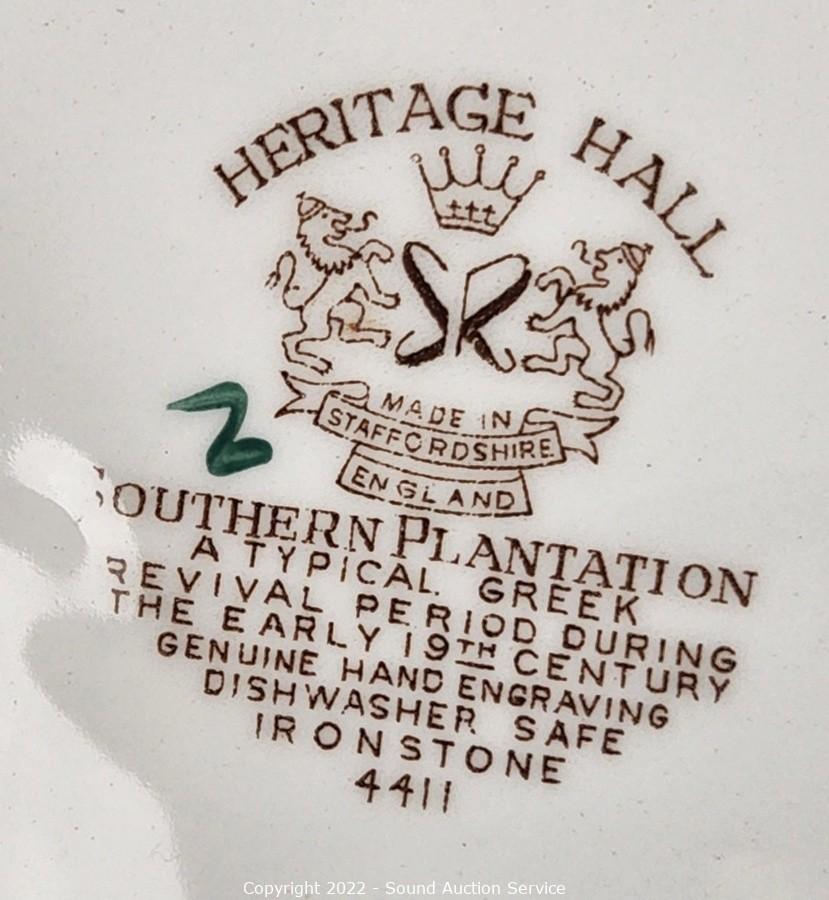 HERITAGE HALL
SR
MADE IN
STAFFORDSHIRE
ENGLAND
2
SOUTHERN PLANTATION
A TYPICAL GREEK
REVIVAL PERIOD DURING
THE EARLY 19TH CENTURY
GENUINE HAND ENGRAVING
DISHWASHER SAFE
IRONSTONE
4411
Copyright 2022 - Sound Auction Service